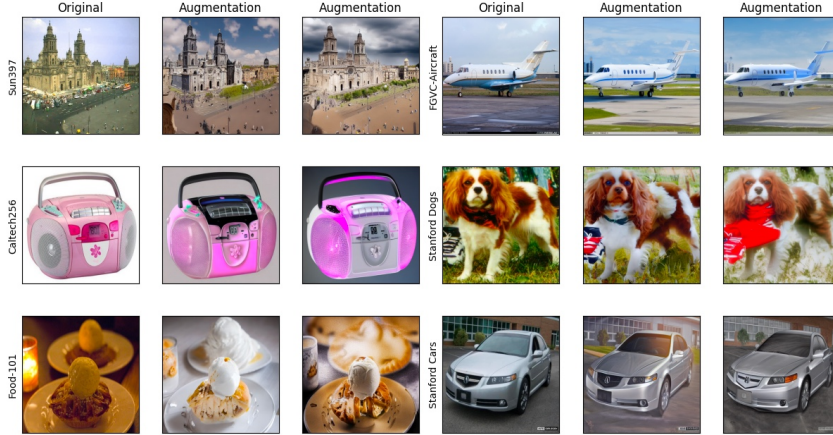 Original Augmentation Augmentation Original Augmentation Augmentation
Sun397
FGVC-Aircraft
Caltech256
Stanford Dogs
Food-101
Stanford Cars